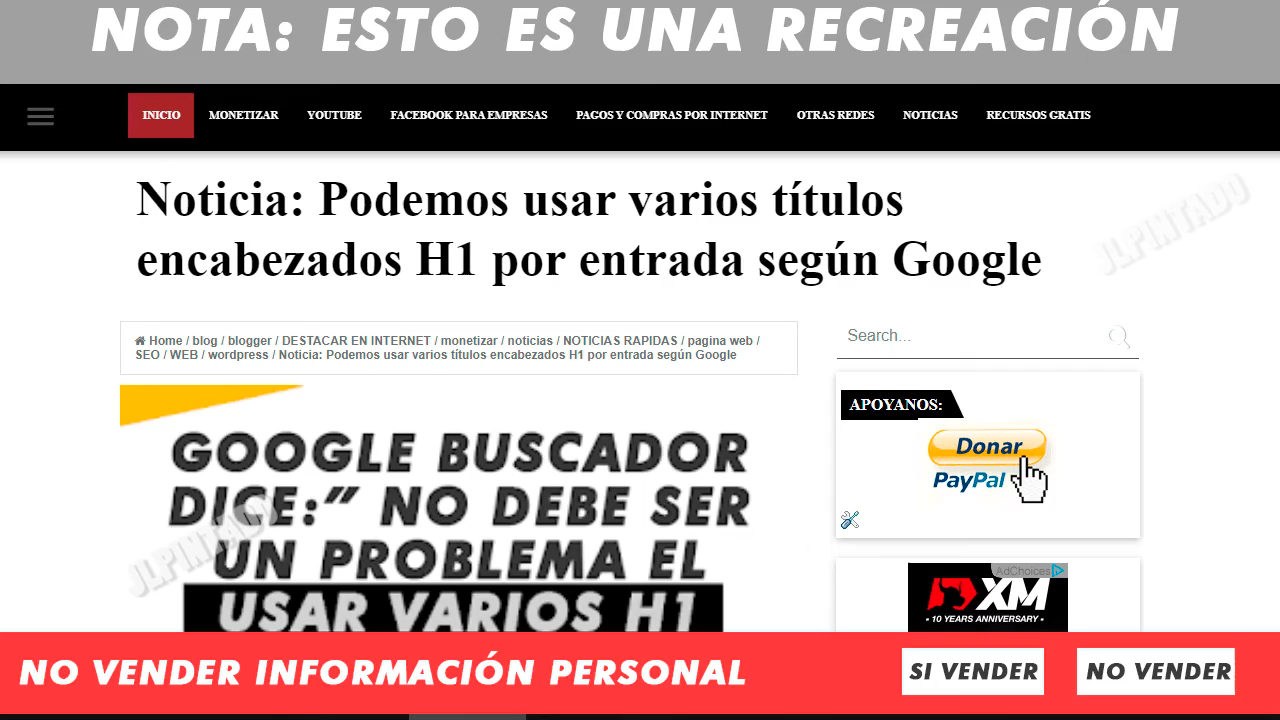 NOTA: ESTO ES UNA RECREACIÓN
INICIO MONETIZAR YOUTUBE FACEBOOK PARA EMPRESAS PAGOS Y COMPRAS POR INTERNET OTRAS REDES NOTICIAS RECURSOS GRATIS
Noticia: Podemos usar varios títulos
encabezados H1 por entrada según Google
JLPINTADO
Home / blog / blogger / DESTACAR EN INTERNET / monetizar / noticias / NOTICIAS RAPIDAS / pagina web /
SEO / WEB / wordpress / Noticia: Podemos usar varios títulos encabezados H1 por entrada según Google
Search...
GOOGLE BUSCADOR
DICE:” NO DEBE SER
UN PROBLEMA EL
USAR VARIOS H1
JLPINTADO
APOYANOS:
Donar
PayPal
AdChoices
XM
- 10 YEARS ANNIVERSARY -
NO VENDER INFORMACIÓN PERSONAL
SI VENDER
NO VENDER